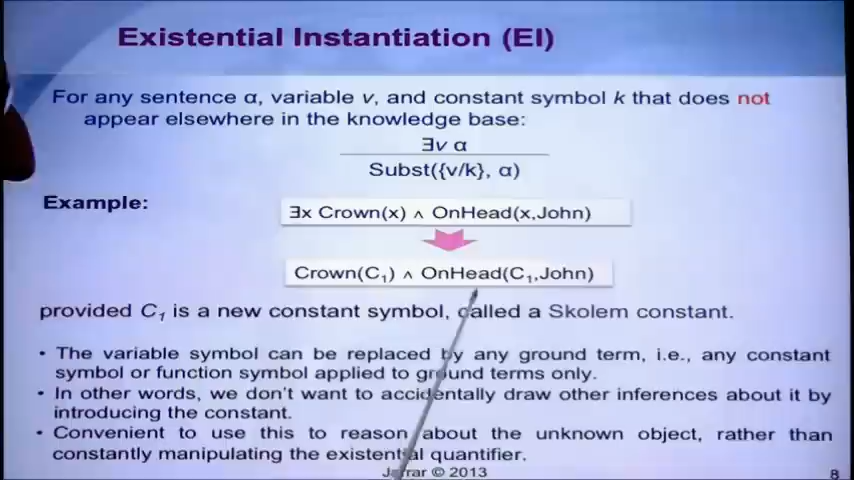 Existential Instantiation (EI)
For any sentence α, variable v, and constant symbol k that does not
appear elsewhere in the knowledge base:
∃v α
Subst({v/k}, α)
Example:
∃x Crown(x) ∧ OnHead(x,John)
Crown(C₁) ∧ OnHead(C₁,John)
provided C₁ is a new constant symbol, called a Skolem constant.
• The variable symbol can be replaced by any ground term, i.e., any constant
symbol or function symbol applied to ground terms only.
• In other words, we don't want to accidentally draw other inferences about it by
introducing the constant.
• Convenient to use this to reason about the unknown object, rather than
constantly manipulating the existential quantifier.
Jarrar © 2013
8